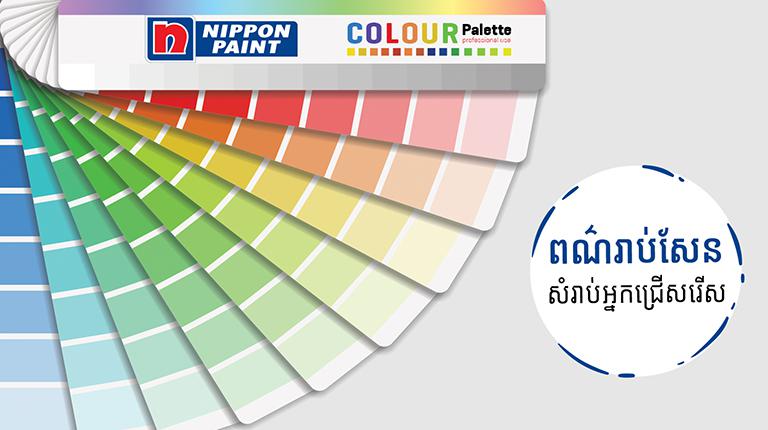 NIPPON
PAINT
COLOUR Palette
professional use
ពណ៌រាប់សែន
សំរាប់អ្នកជ្រើសរើស